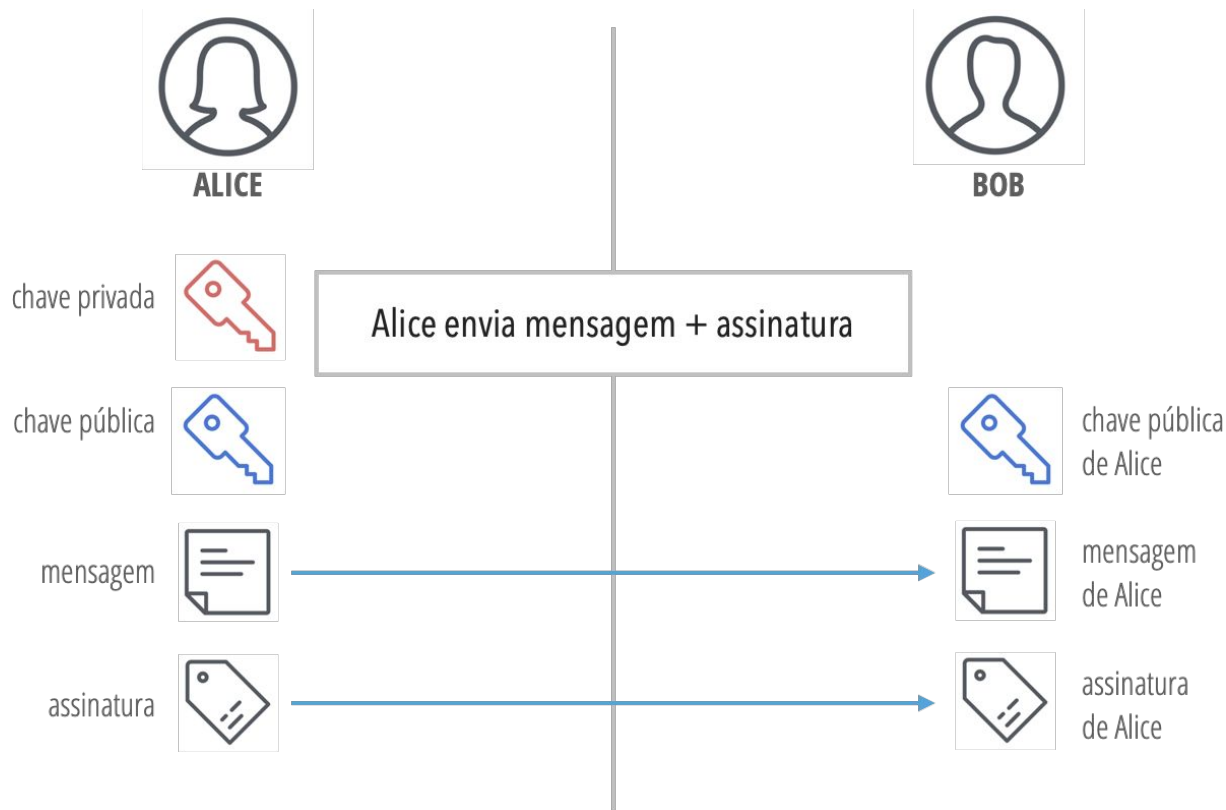 ALICE
BOB
chave privada
Alice envia mensagem + assinatura
chave pública
chave pública
de Alice
mensagem
mensagem
de Alice
assinatura
assinatura
de Alice